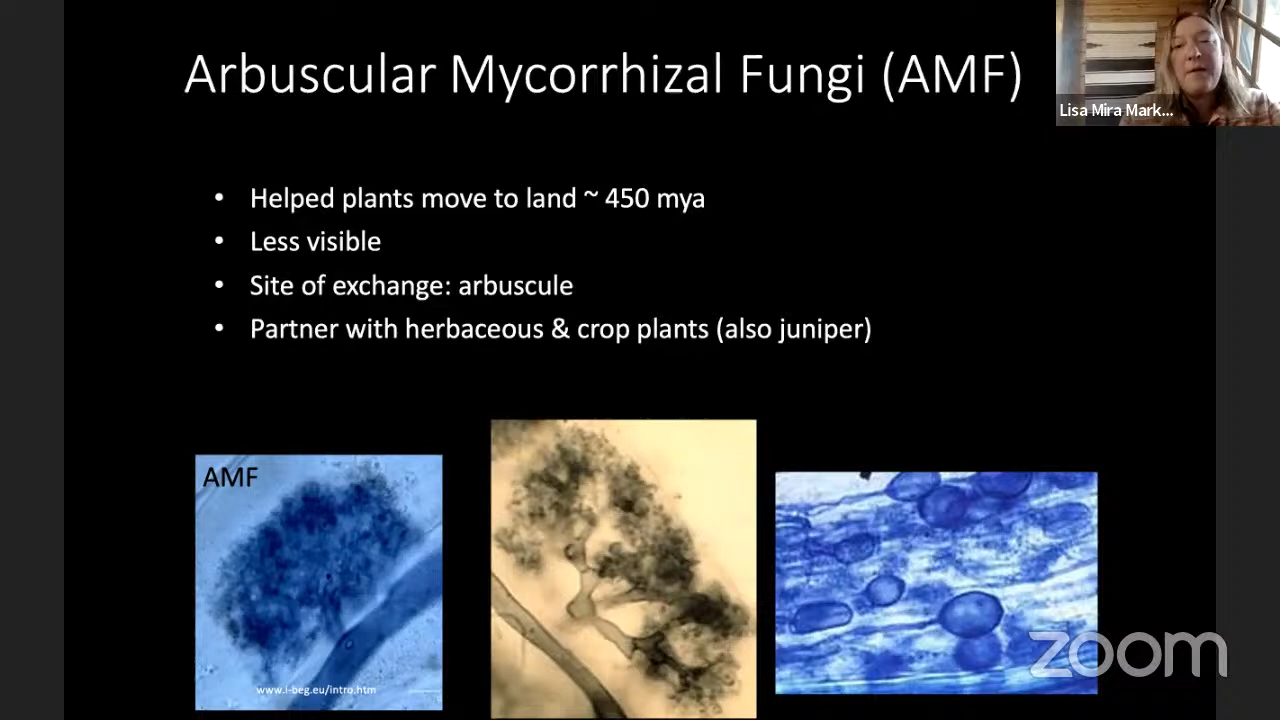 Arbuscular Mycorrhizal Fungi (AMF)
Lisa Mira Mark...
• Helped plants move to land ~ 450 mya
• Less visible
• Site of exchange: arbuscule
• Partner with herbaceous & crop plants (also juniper)
AMF
www.i-beg.eu/intro.htm
zoom